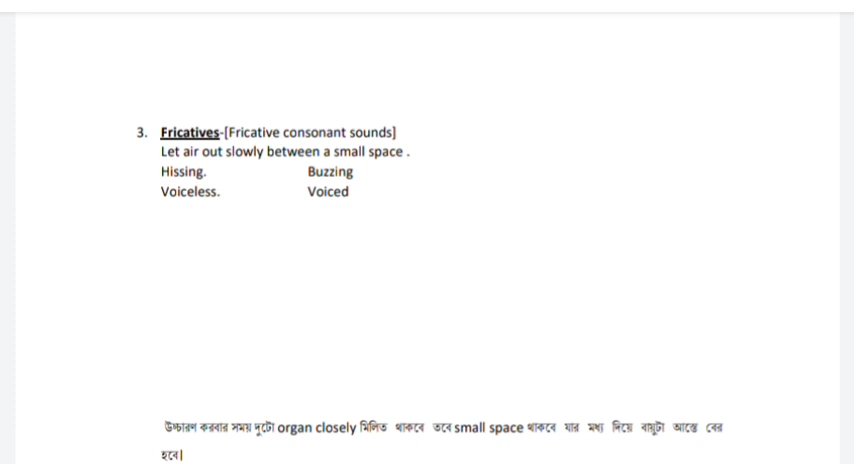 3. Fricatives-[Fricative consonant sounds]
Let air out slowly between a small space .
Hissing. Buzzing
Voiceless. Voiced
উচ্চারণ করবার সময় দুটো organ closely মিলিত থাকবে তবে small space থাকবে যার মধ্য দিয়ে বায়ুটা আস্তে বের
হবে|